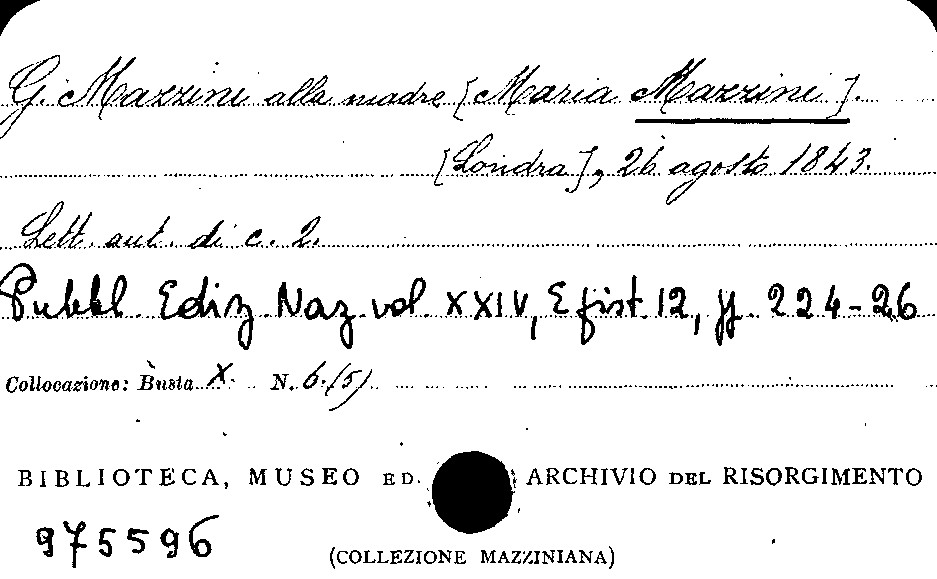 G. Mazzini alla madre [Maria Mazzini].
[Londra], 26 agosto 1843.
Lett. aut. di c. 2.
Pubbl. Ediz. Naz. vol. XXIV, Epist. 12, pp. 224-26
Collocazione: Busta X. N. 6.(5)
BIBLIOTECA, MUSEO ED ARCHIVIO DEL RISORGIMENTO
975596
(COLLEZIONE MAZZINIANA)